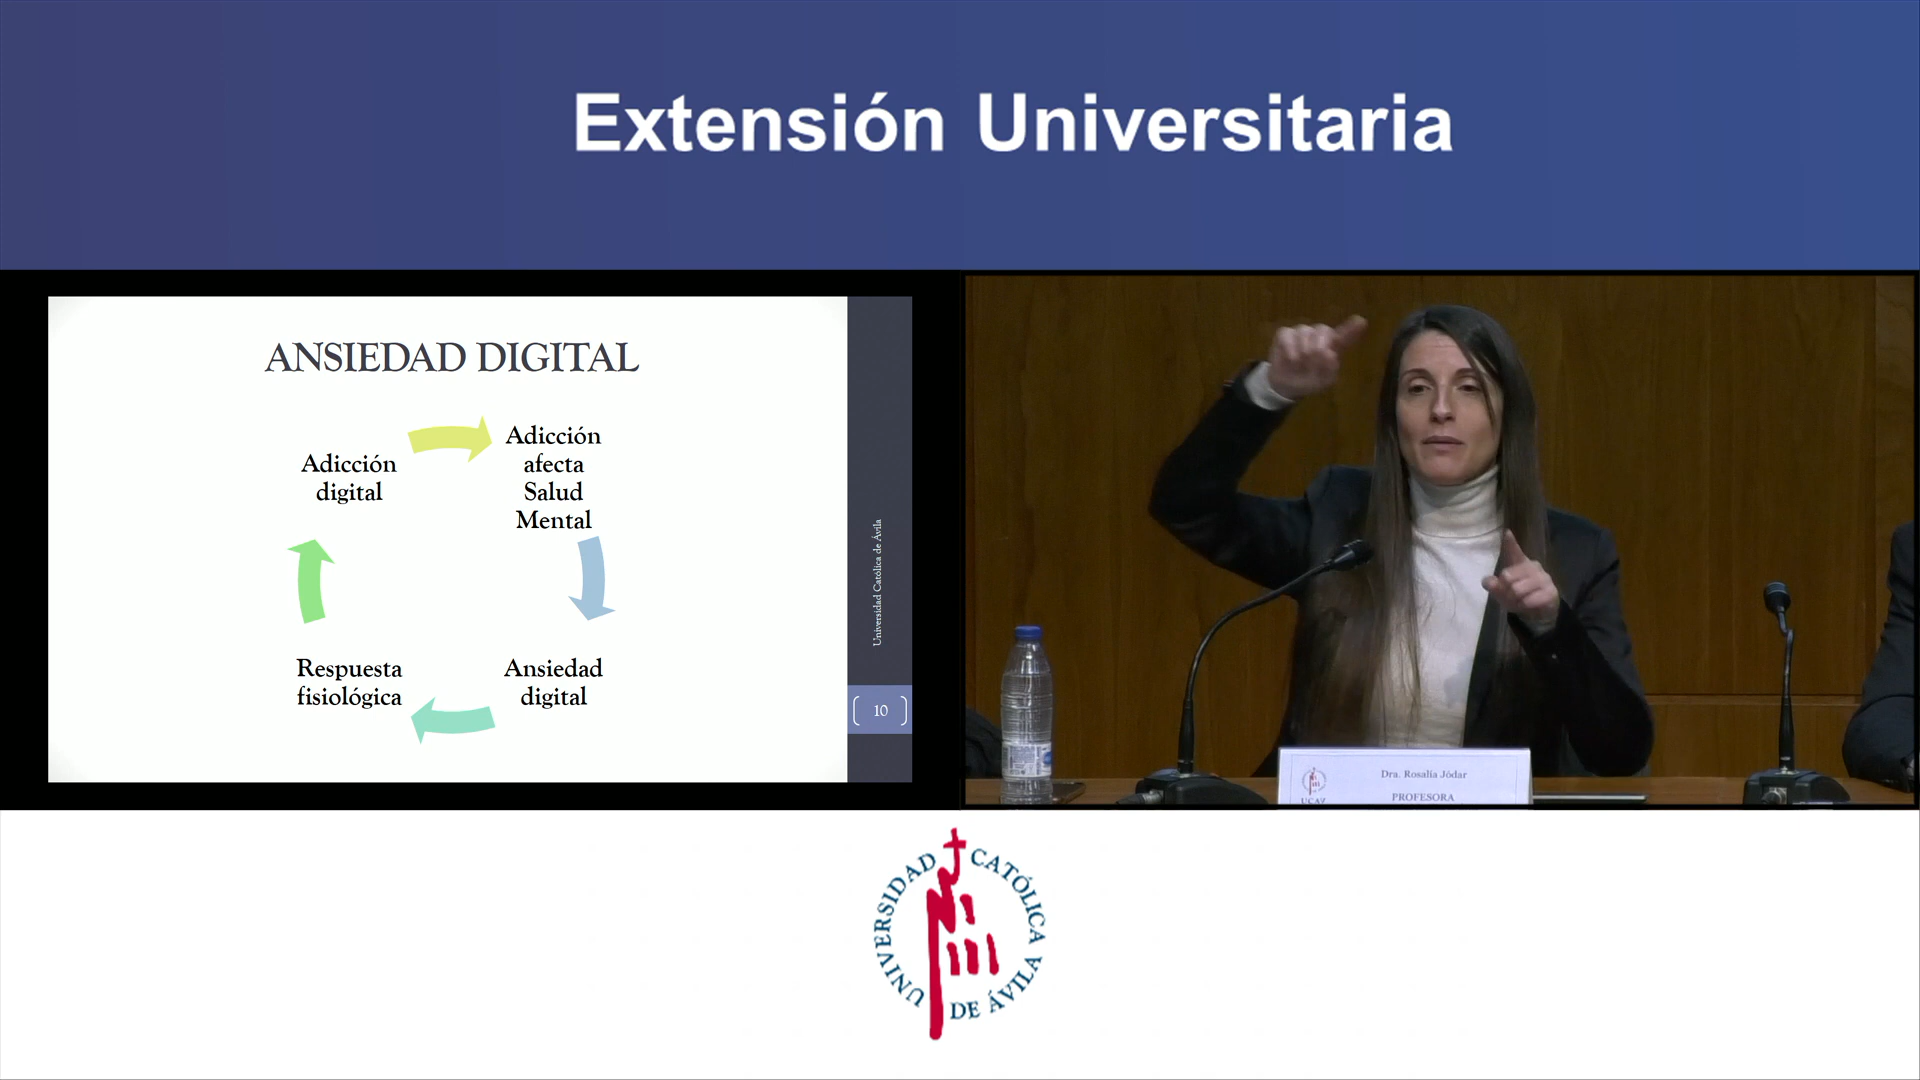 Extensión Universitaria
ANSIEDAD DIGITAL
Adicción
digital
Adicción
afecta
Salud
Mental
Respuesta
fisiológica
Ansiedad
digital
Universidad Católica de Ávila
10
Dra. Rosalía Jódar
PROFESORA
UNIVERSIDAD CATÓLICA
DE ÁVILA